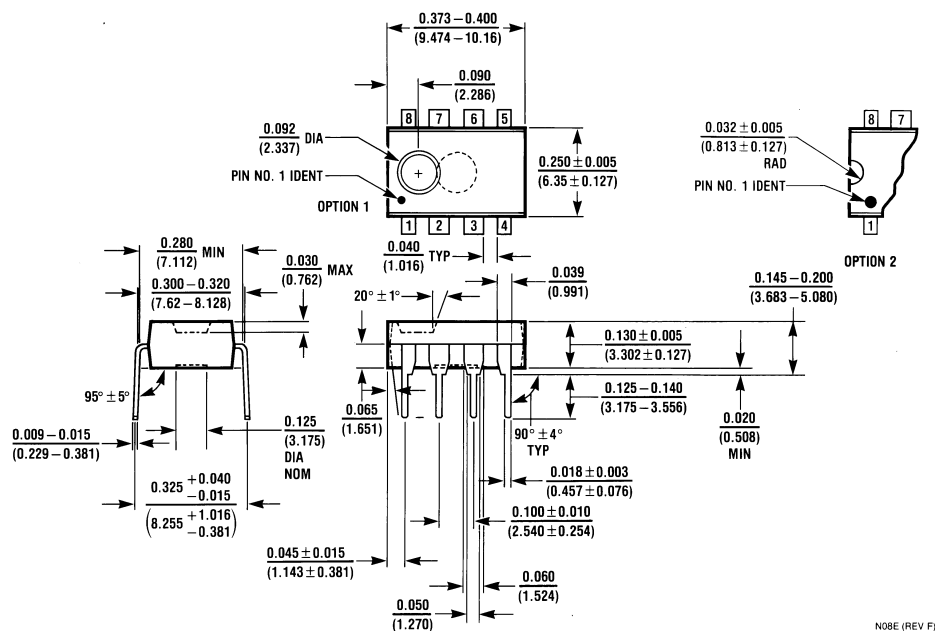 0.373 – 0.400
(9.474 – 10.16)
0.090
(2.286)
8 7 6 5
0.092 DIA
(2.337)
PIN NO. 1 IDENT
OPTION 1
+
0.250 ± 0.005
(6.35 ± 0.127)
1 2 3 4
0.032 ± 0.005
(0.813 ± 0.127)
RAD
PIN NO. 1 IDENT
8 7
1
OPTION 2
0.280 MIN
(7.112)
0.300 – 0.320
(7.62 – 8.128)
0.030 MAX
(0.762)
0.040 TYP
(1.016)
20° ± 1°
0.039
(0.991)
0.145 – 0.200
(3.683 – 5.080)
0.130 ± 0.005
(3.302 ± 0.127)
95° ± 5°
0.009 – 0.015
(0.229 – 0.381)
0.125
(3.175)
DIA
NOM
0.065
(1.651)
0.125 – 0.140
(3.175 – 3.556)
90° ± 4°
TYP
0.020
(0.508)
MIN
0.325 +0.040
−0.015
(8.255 +1.016
−0.381)
0.018 ± 0.003
(0.457 ± 0.076)
0.100 ± 0.010
(2.540 ± 0.254)
0.045 ± 0.015
(1.143 ± 0.381)
0.060
(1.524)
0.050
(1.270)
N08E (REV F)